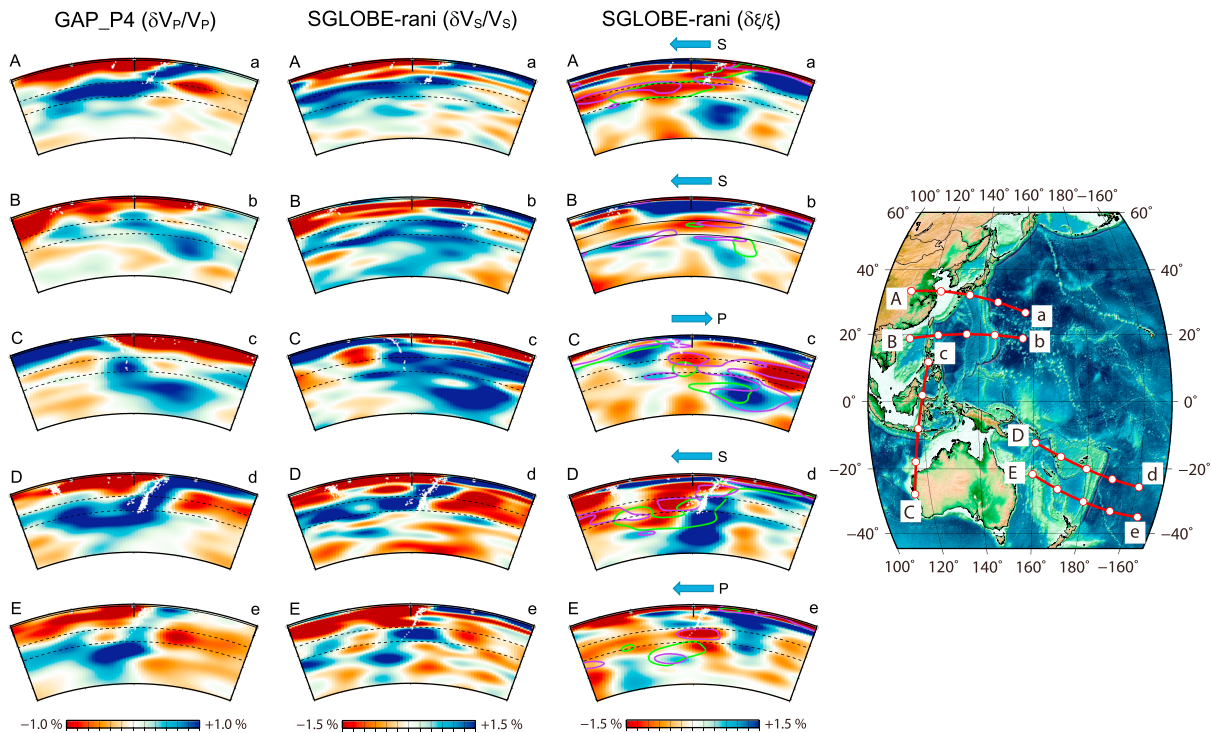 GAP_P4 (δVP/VP)
SGLOBE-rani (δVS/VS)
SGLOBE-rani (δξ/ξ)
S
A a
A a
A a
S
B b
B b
B b
P
C c
C c
C c
S
D d
D d
D d
P
E e
E e
E e
−1.0 % +1.0 %
−1.5 % +1.5 %
−1.5 % +1.5 %
100° 120° 140° 160° −160°
60° 60°
40° 40°
A
a
20° 20°
B b
c
0° 0°
D
E
−20° −20°
d
C
e
−40° −40°
100° 120° 140° 160° 180° −160°